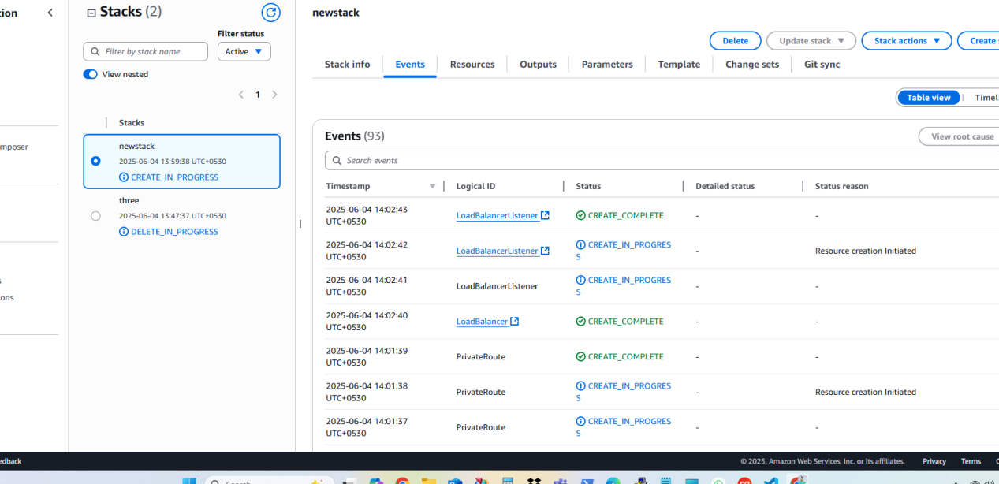 ion
Stacks (2)
Filter status
Filter by stack name
Active
View nested
1
Stacks
newstack
2025-06-04 13:59:38 UTC+0530
CREATE_IN_PROGRESS
three
2025-06-04 13:47:37 UTC+0530
DELETE_IN_PROGRESS
mposer
s
ons
newstack
Delete
Update stack
Stack actions
Create s
Stack info
Events
Resources
Outputs
Parameters
Template
Change sets
Git sync
Table view
Timel
Events (93)
View root cause
Search events
Timestamp Logical ID Status Detailed status Status reason
2025-06-04 14:02:43 UTC+0530 LoadBalancerListener CREATE_COMPLETE - -
2025-06-04 14:02:42 UTC+0530 LoadBalancerListener CREATE_IN_PROGRESS - Resource creation Initiated
2025-06-04 14:02:41 UTC+0530 LoadBalancerListener CREATE_IN_PROGRESS - -
2025-06-04 14:02:40 UTC+0530 LoadBalancer CREATE_COMPLETE - -
2025-06-04 14:01:39 UTC+0530 PrivateRoute CREATE_COMPLETE - -
2025-06-04 14:01:38 UTC+0530 PrivateRoute CREATE_IN_PROGRESS - Resource creation Initiated
2025-06-04 14:01:37 UTC+0530 PrivateRoute CREATE_IN_PROGRESS - -
edback
© 2025, Amazon Web Services, Inc. or its affiliates.
Privacy
Terms
Search